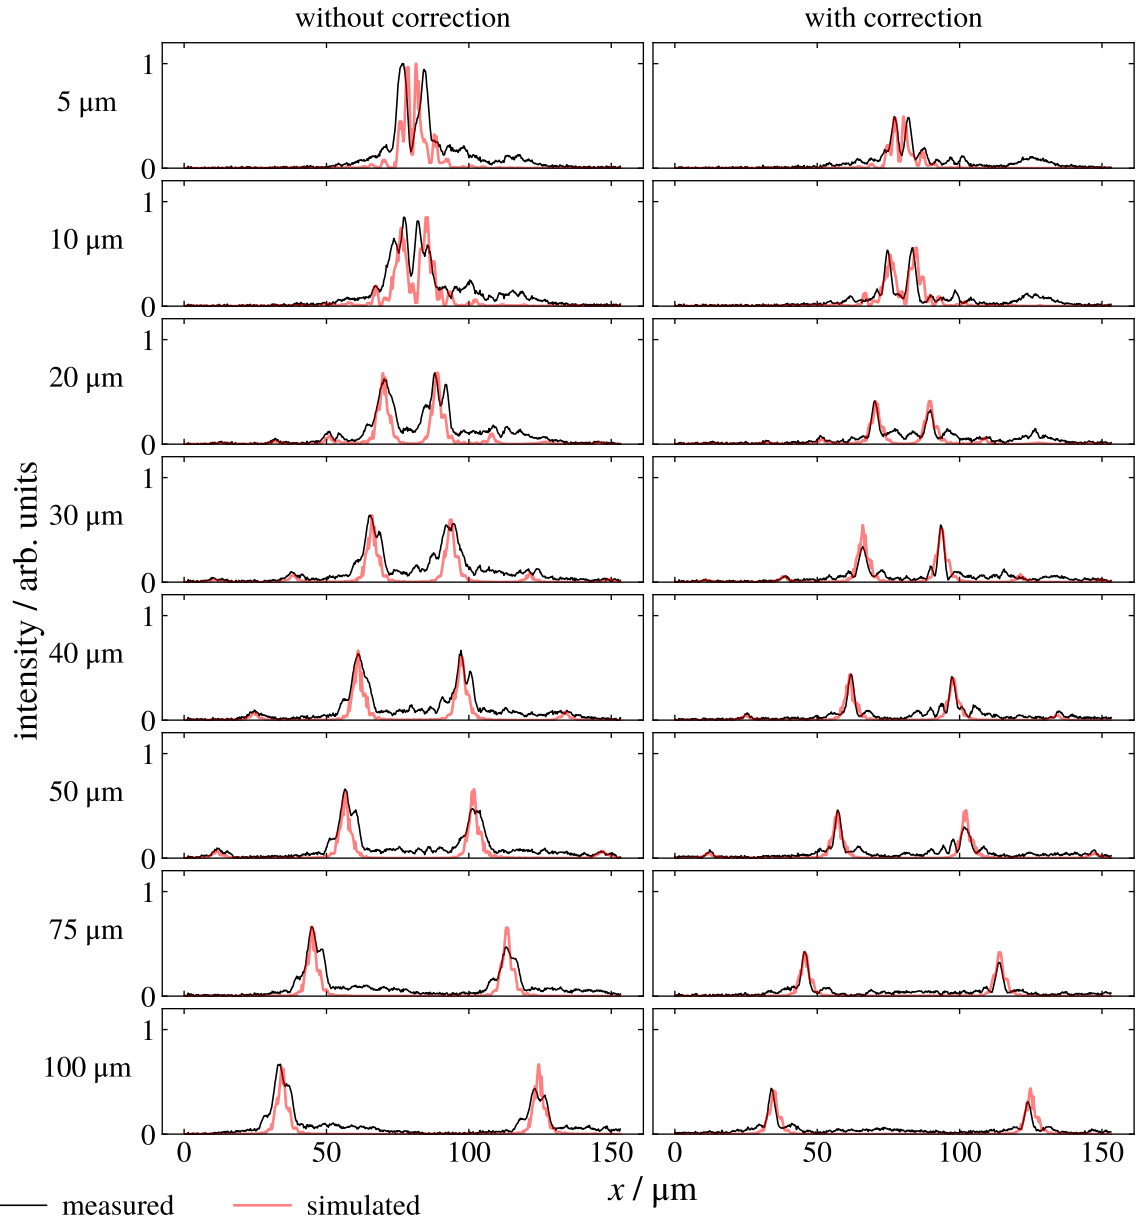 without correction with correction
5 μm
1
0
10 μm
1
0
20 μm
1
0
30 μm
1
0
40 μm
1
0
50 μm
1
0
75 μm
1
0
100 μm
1
0
intensity / arb. units
0 50 100 150 0 50 100 150
x / μm
measured simulated